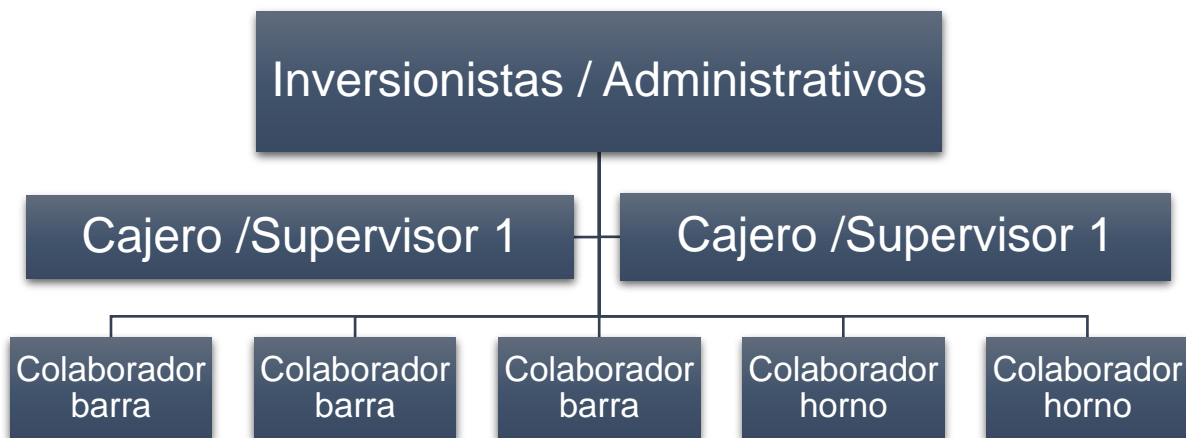 Inversionistas / Administrativos
Cajero /Supervisor 1
Cajero /Supervisor 1
Colaborador
barra
Colaborador
barra
Colaborador
barra
Colaborador
horno
Colaborador
horno